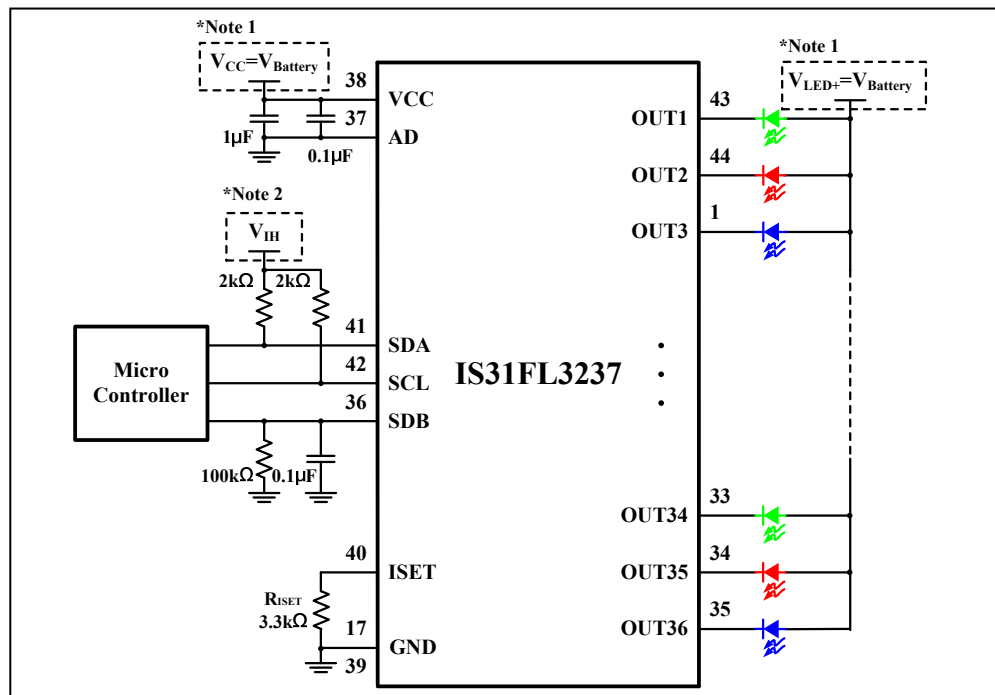 *Note 1
VCC=VBattery
38
VCC
37
AD
1µF
0.1µF
*Note 2
VIH
2kΩ
2kΩ
Micro
Controller
41
SDA
42
SCL
36
SDB
100kΩ
0.1µF
40
ISET
RISET
3.3kΩ
17
GND
39
IS31FL3237
*Note 1
VLED+=VBattery
43
OUT1
44
OUT2
1
OUT3
33
OUT34
34
OUT35
35
OUT36